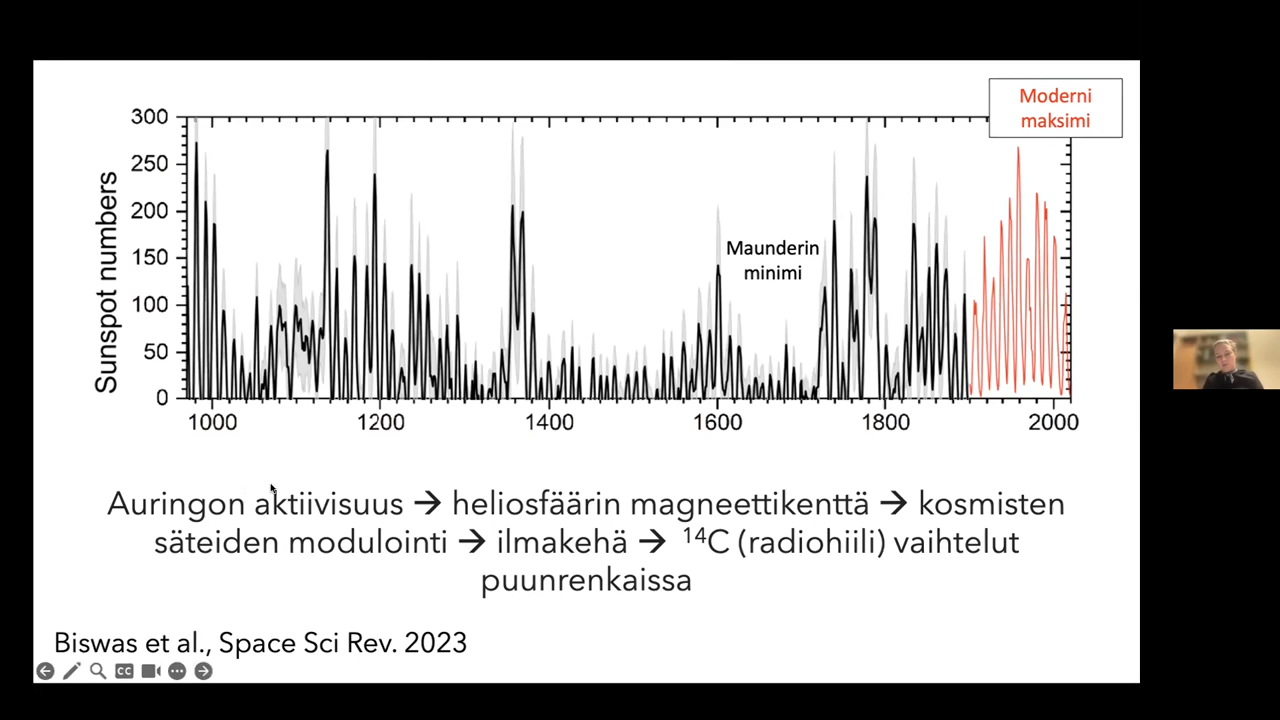 Moderni
maksimi
300
250
200
150
100
50
0
Sunspot numbers
Maunderin
minimi
1000 1200 1400 1600 1800 2000
Auringon aktiivisuus → heliosfäärin magneettikenttä → kosmisten
säteiden modulointi → ilmakehä → ¹⁴C (radiohiili) vaihtelut
puunrenkaissa
Biswas et al., Space Sci Rev. 2023
CC